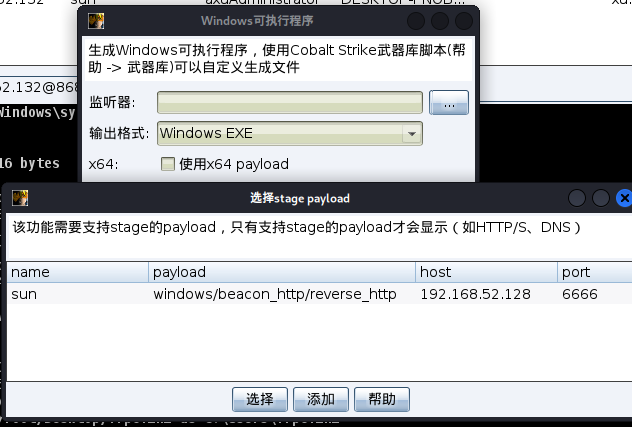 Windows可执行程序
生成Windows可执行程序，使用Cobalt Strike武器库脚本(帮
助 -> 武器库)可以自定义生成文件
2.132@868
Windows\sy
监听器:
...
输出格式: Windows EXE
16 bytes
x64: 使用x64 payload
选择stage payload
该功能需要支持stage的payload，只有支持stage的payload才会显示（如HTTP/S、DNS）
name payload host port
sun windows/beacon_http/reverse_http 192.168.52.128 6666
选择 添加 帮助